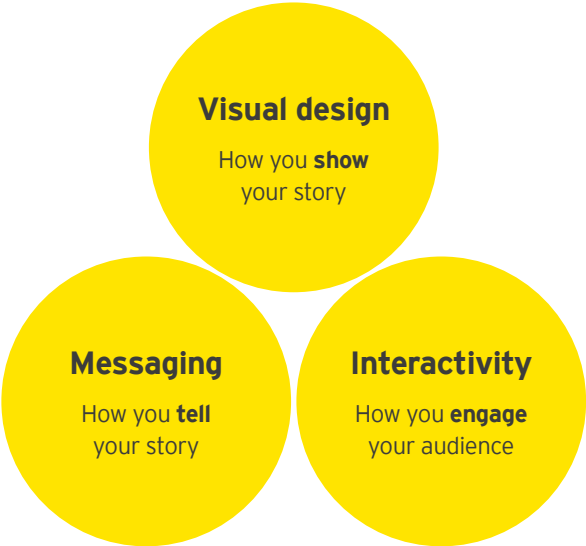 Visual design
How you show
your story
Messaging
How you tell
your story
Interactivity
How you engage
your audience